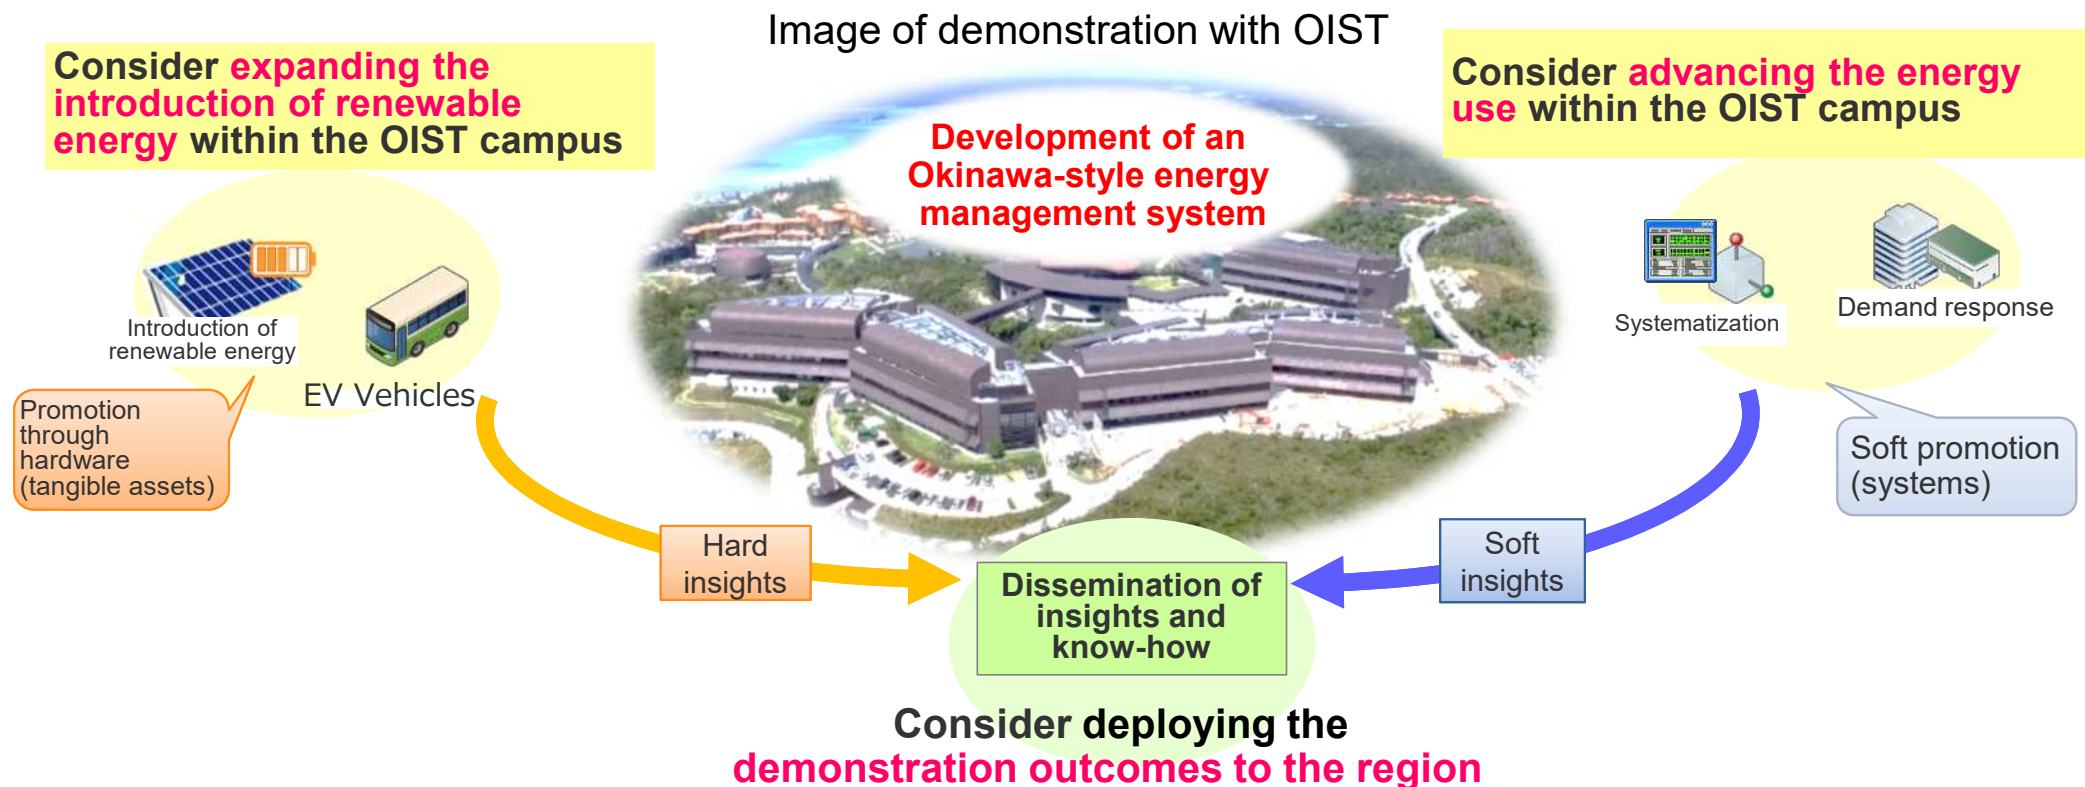 Image of demonstration with OIST
Consider expanding the
introduction of renewable
energy within the OIST campus
Consider advancing the energy
use within the OIST campus
Development of an
Okinawa-style energy
management system
Introduction of
renewable energy
EV Vehicles
Promotion
through
hardware
(tangible assets)
Systematization
Demand response
Soft promotion
(systems)
Hard
insights
Soft
insights
Dissemination of
insights and
know-how
Consider deploying the
demonstration outcomes to the region